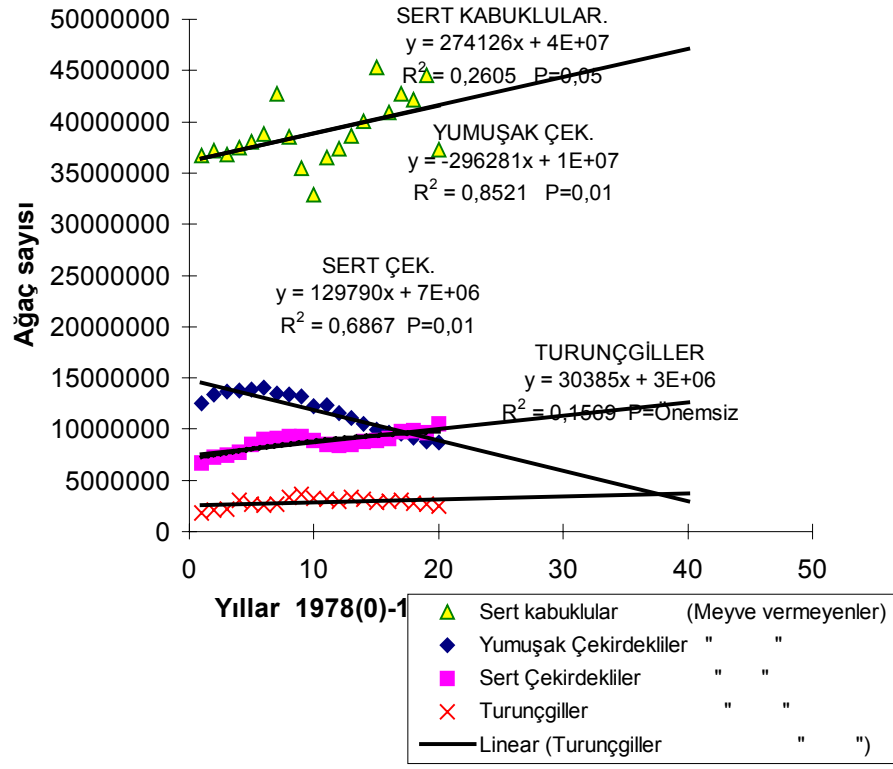 SERT KABUKLULAR.
y = 274126x + 4E+07
R² = 0,2605 P=0,05
YUMUŞAK ÇEK.
y = -296281x + 1E+07
R² = 0,8521 P=0,01
SERT ÇEK.
y = 129790x + 7E+06
R² = 0,6867 P=0,01
TURUNÇGİLLER
y = 30385x + 3E+06
R² = 0,1509 P=Önemsiz
Ağaç sayısı
50000000
45000000
40000000
35000000
30000000
25000000
20000000
15000000
10000000
5000000
0
0 10 20 30 40 50
Yıllar 1978(0)-1
Sert kabuklular (Meyve vermeyenler)
Yumuşak Çekirdekliler " "
Sert Çekirdekliler " "
Turunçgiller " "
Linear (Turunçgiller " ")